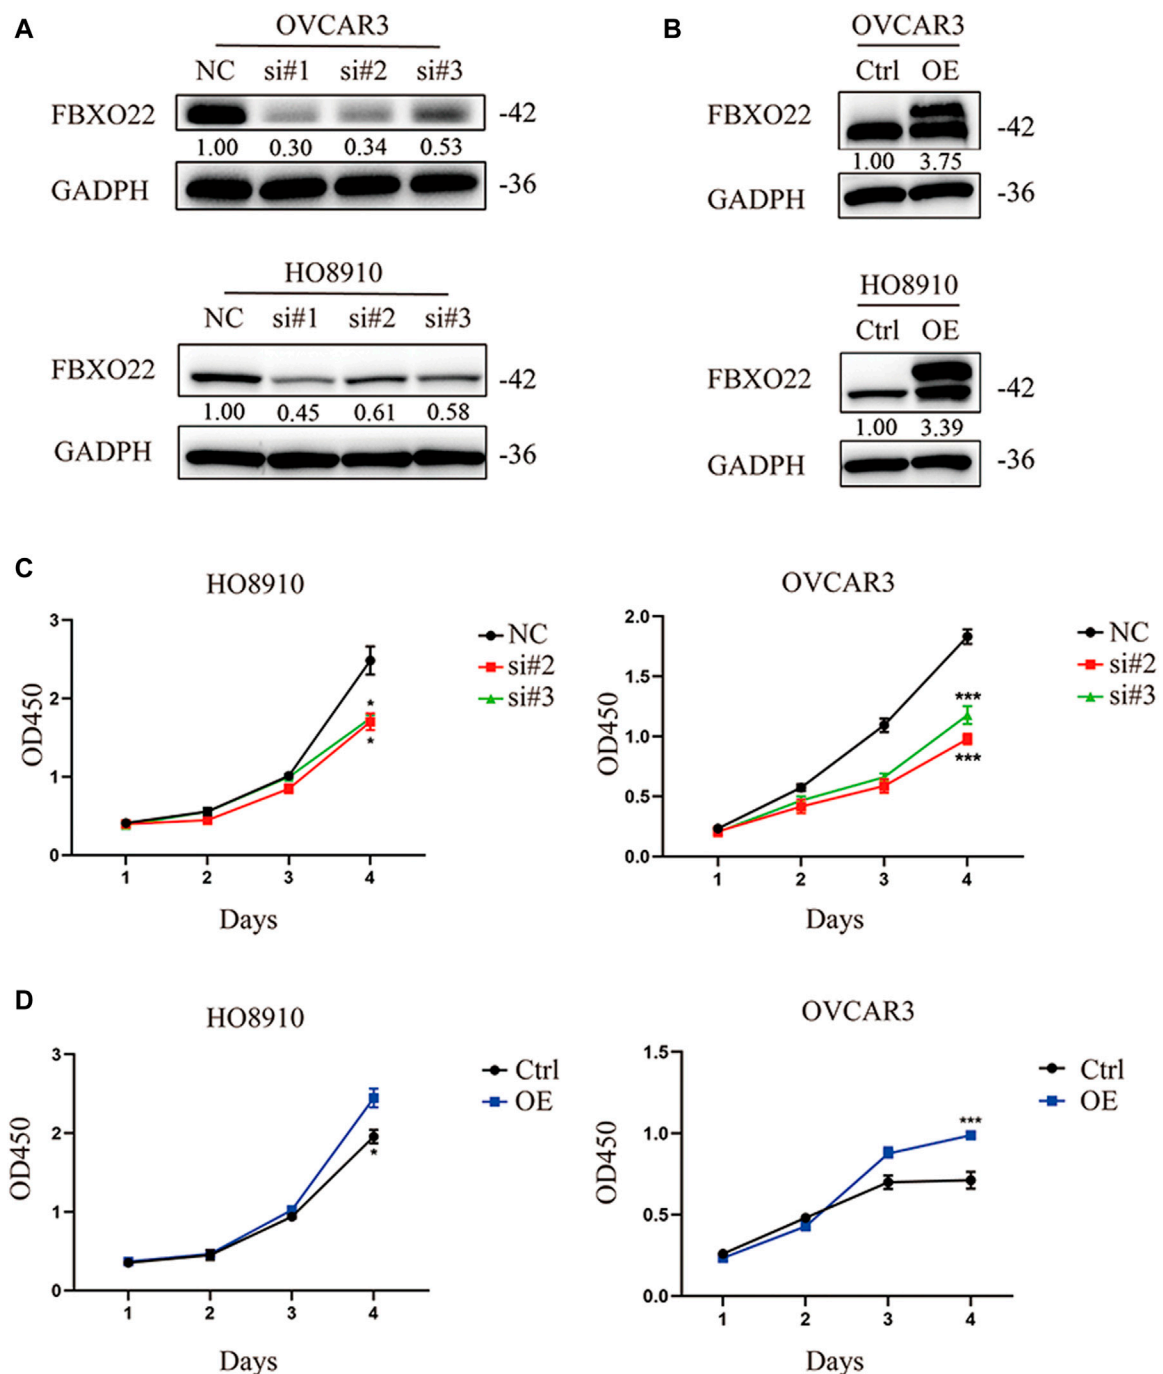 A
OVCAR3
NC si#1 si#2 si#3
FBXO22 -42
1.00 0.30 0.34 0.53
GADPH -36
HO8910
NC si#1 si#2 si#3
FBXO22 -42
1.00 0.45 0.61 0.58
GADPH -36
B
OVCAR3
Ctrl OE
FBXO22 -42
1.00 3.75
GADPH -36
HO8910
Ctrl OE
FBXO22 -42
1.00 3.39
GADPH -36
C
HO8910
3
2
1
0
OD450
1 2 3 4
Days
NC
si#2
si#3
*
*
OVCAR3
2.0
1.5
1.0
0.5
0.0
OD450
1 2 3 4
Days
NC
si#2
si#3
***
***
D
HO8910
3
2
1
0
OD450
1 2 3 4
Days
Ctrl
OE
*
OVCAR3
1.5
1.0
0.5
0.0
OD450
1 2 3 4
Days
Ctrl
OE
***